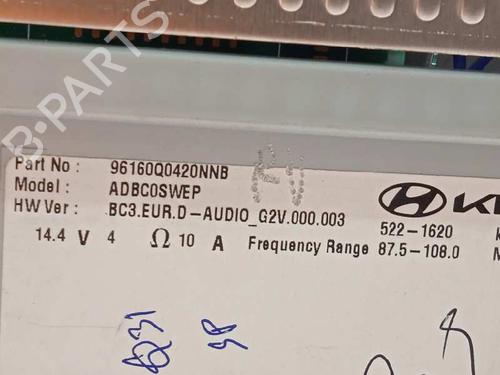 B-PARTS
Part No : 96160Q0420NNB
Model : ADBC0SWEP
HW Ver : BC3.EUR.D-AUDIO_G2V.000.003
522-1620
14.4 V 4 Ω 10 A Frequency Range 87.5-108.0